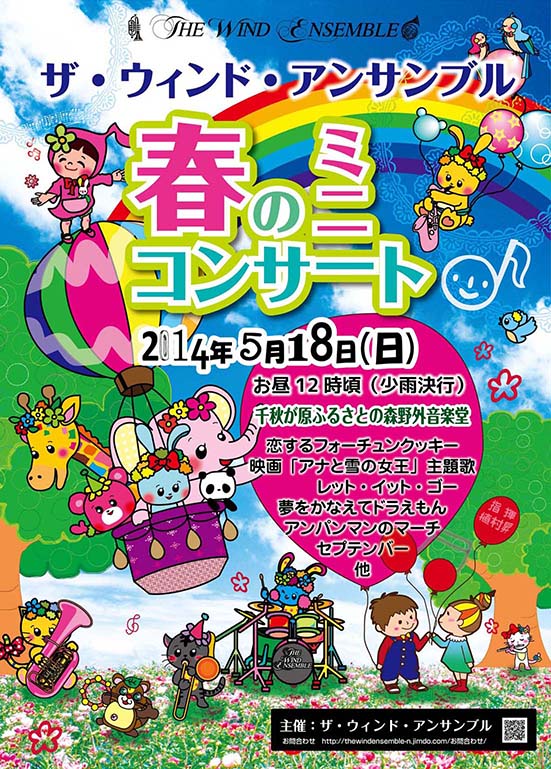 THE WIND ENSEMBLE
ザ・ウィンド・アンサンブル
春のミニ
コンサート
2014年5月18日(日)
お昼12時頃（少雨決行）
千秋が原ふるさとの森野外音楽堂
恋するフォーチュンクッキー
映画「アナと雪の女王」主題歌
レット・イット・ゴー
夢をかなえてドラえもん
アンパンマンのマーチ
セプテンバー
他
指揮
植村昇
THE WIND ENSEMBLE
主催：ザ・ウィンド・アンサンブル
お問合わせ　http://thewindensemble-n.jimdo.com/お問合わせ/